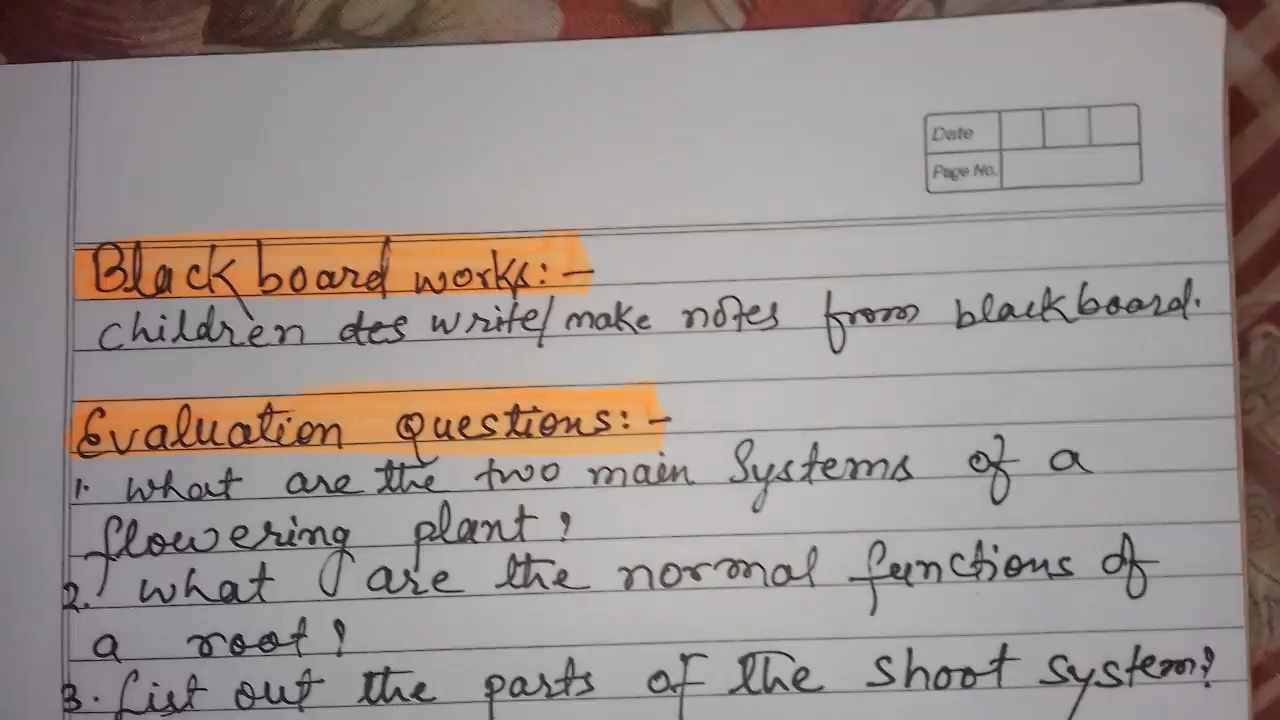 Date
Page No.
Blackboard works:-
children des write/make notes from blackboard.
Evaluation Questions:-
1. what are the two main systems of a
flowering plant?
2. what are the normal functions of
a root?
3. List out the parts of the shoot system?